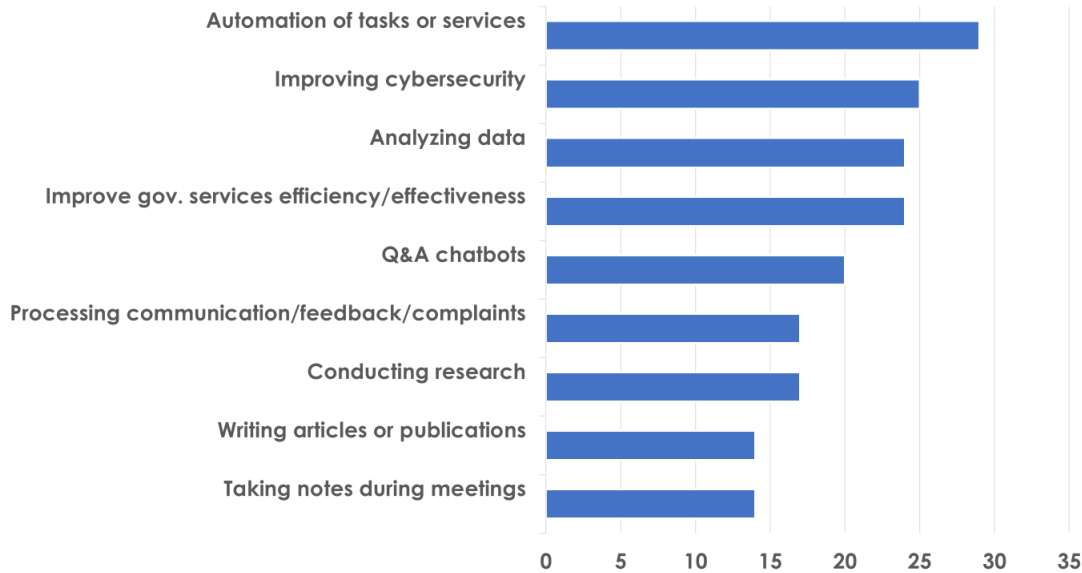 Automation of tasks or services
Improving cybersecurity
Analyzing data
Improve gov. services efficiency/effectiveness
Q&A chatbots
Processing communication/feedback/complaints
Conducting research
Writing articles or publications
Taking notes during meetings
0 5 10 15 20 25 30 35